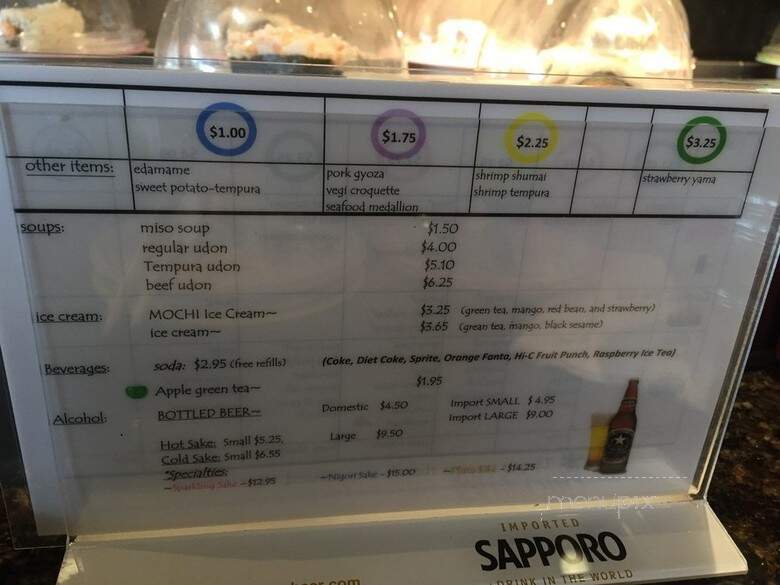 $1.00 $1.75 $2.25 $3.25
other items: edamame pork gyoza shrimp shumai strawberry yama
sweet potato-tempura vegi croquette shrimp tempura
seafood medallion
soups: miso soup $1.50
regular udon $4.00
Tempura udon $5.10
beef udon $6.25
ice cream: MOCHI Ice Cream~ $3.25 (green tea, mango, red bean, and strawberry)
ice cream~ $3.65 (grean tea, mango, black sesame)
Beverages: soda: $2.95 (free refills) (Coke, Diet Coke, Sprite, Orange Fanta, Hi-C Fruit Punch, Raspberry Ice Tea)
Apple green tea~ $1.95
Alcohol: BOTTLED BEER~ Domestic $4.50 Import SMALL $4.95
Import LARGE $9.00
Hot Sake: Small $5.25, Large $9.50
Cold Sake: Small $6.55
*Specialties:
~Sparkling Sake ~$12.95 ~Nigori Sake - $15.00 - $14.25
menupix
IMPORTED
SAPPORO
DRINK IN THE WORLD